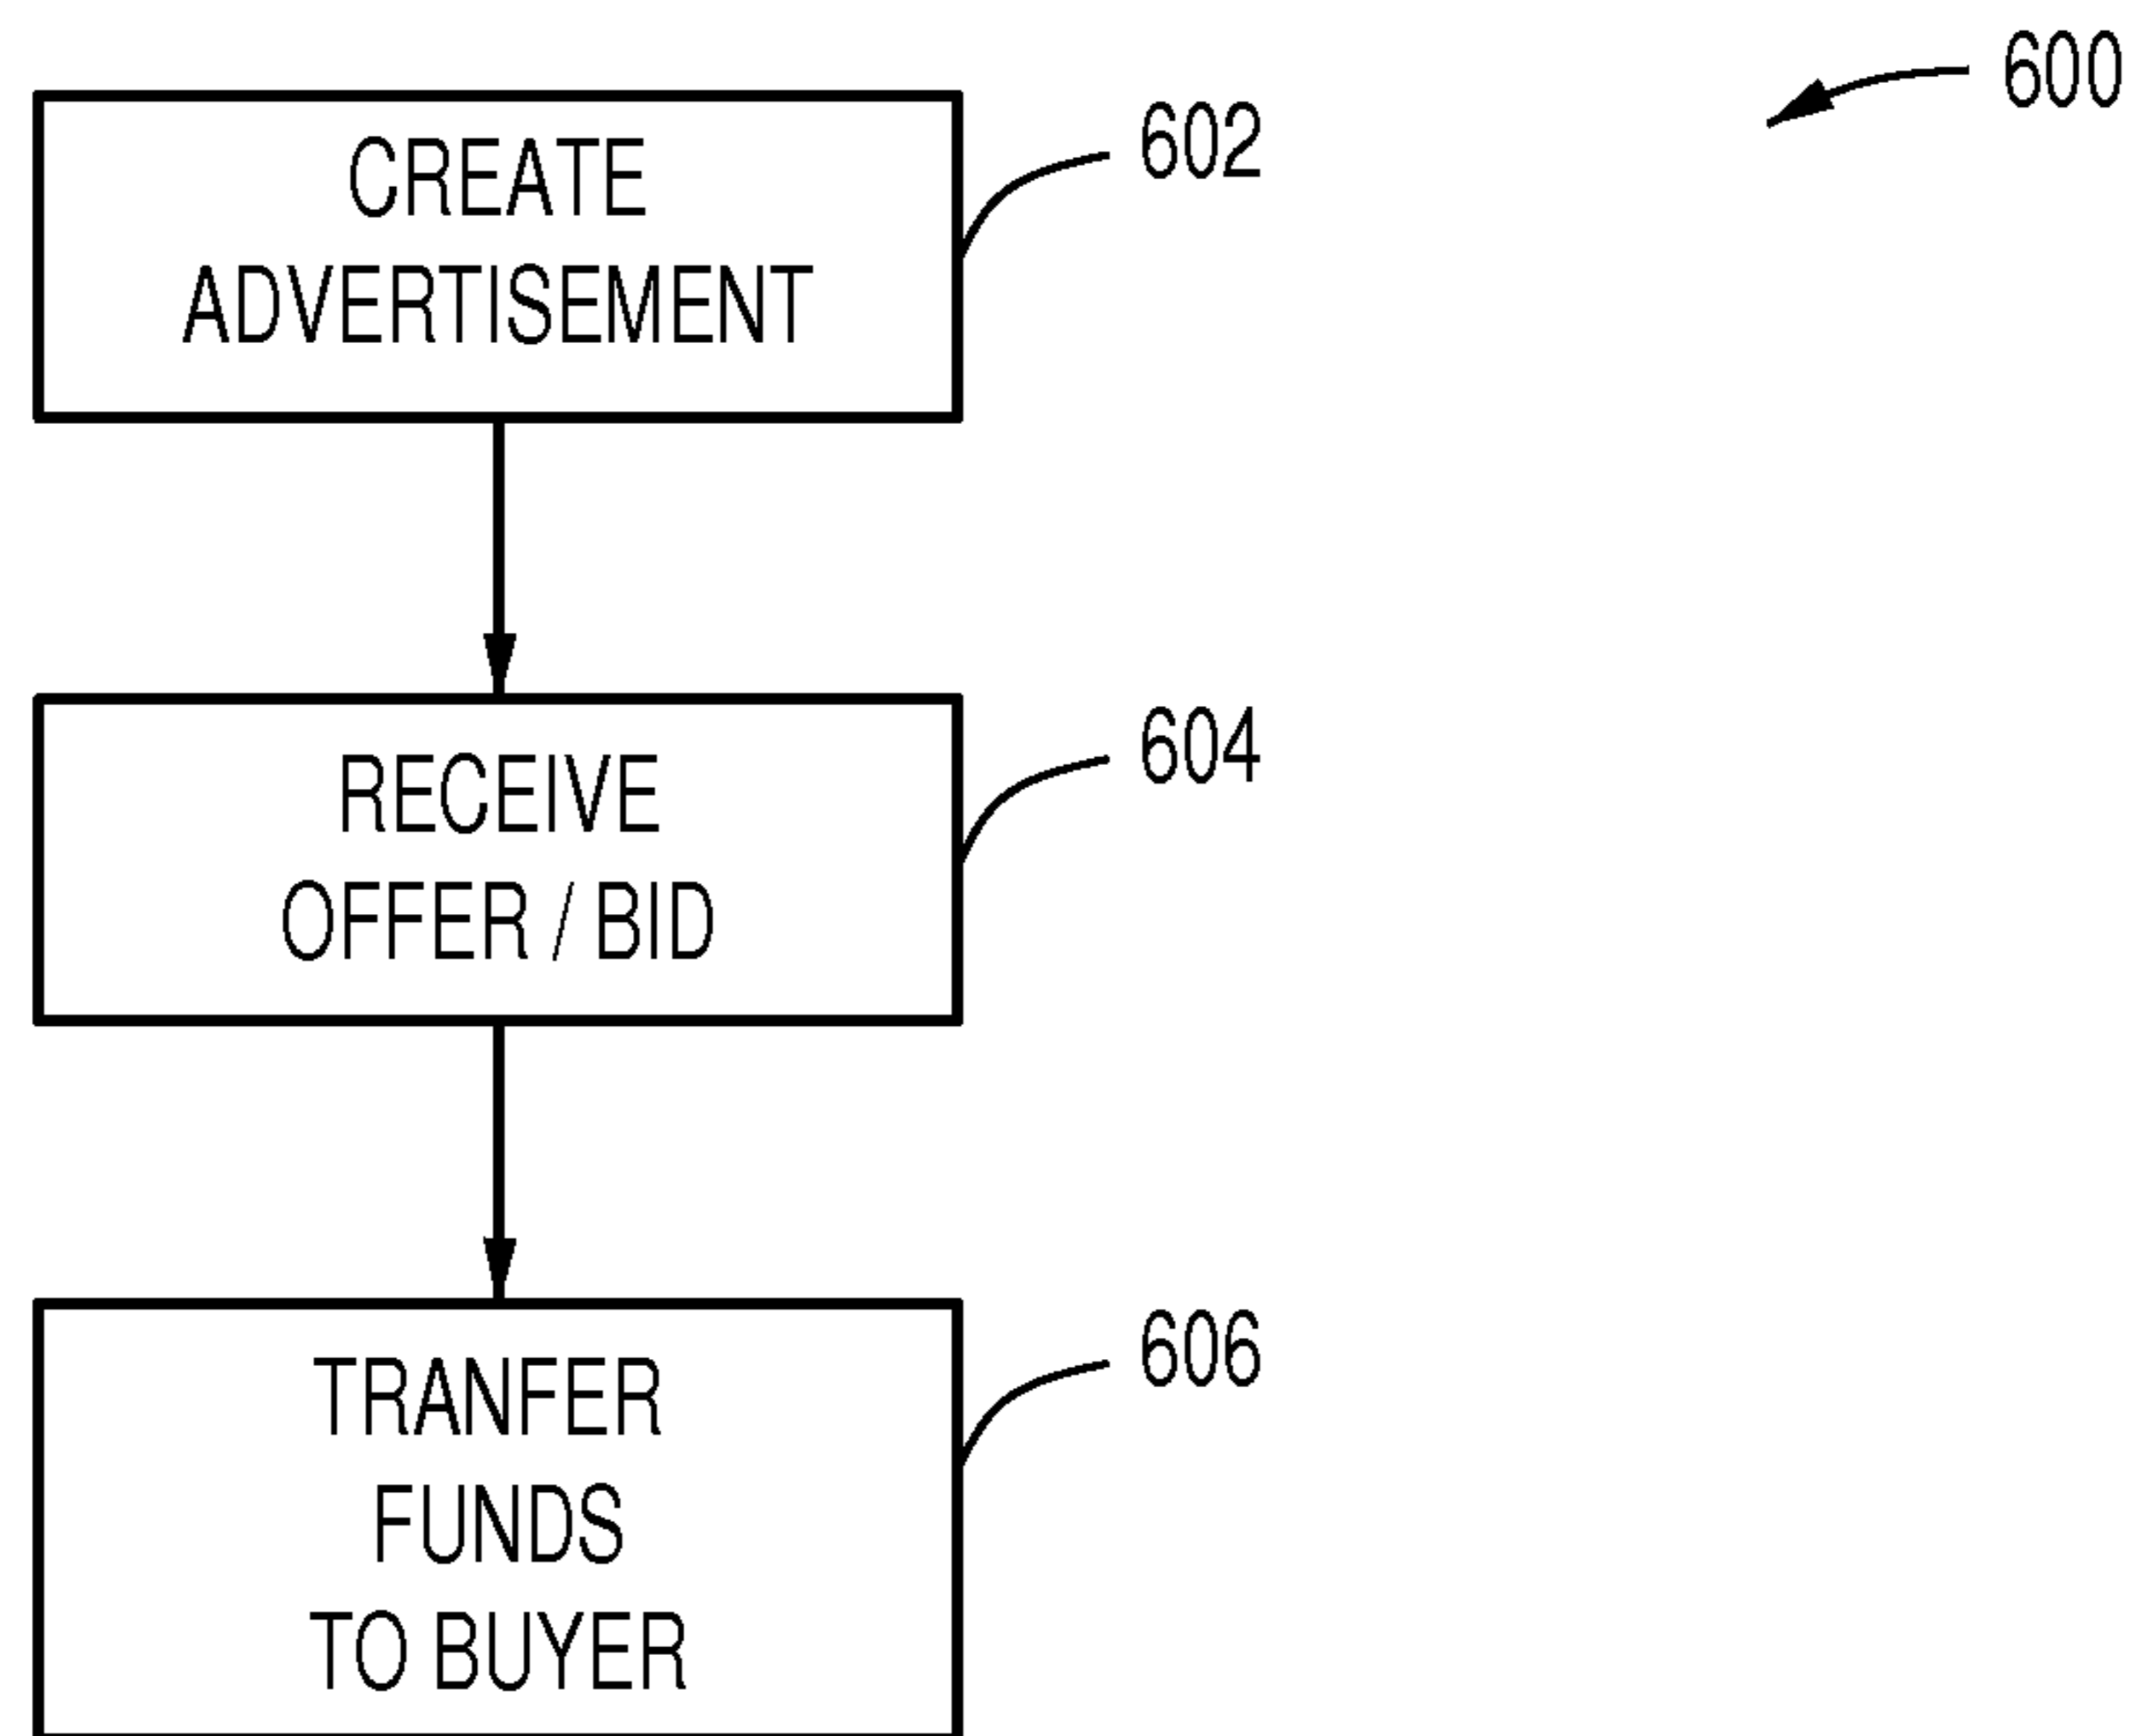 600
CREATE
ADVERTISEMENT
602
RECEIVE
OFFER / BID
604
TRANFER
FUNDS
TO BUYER
606